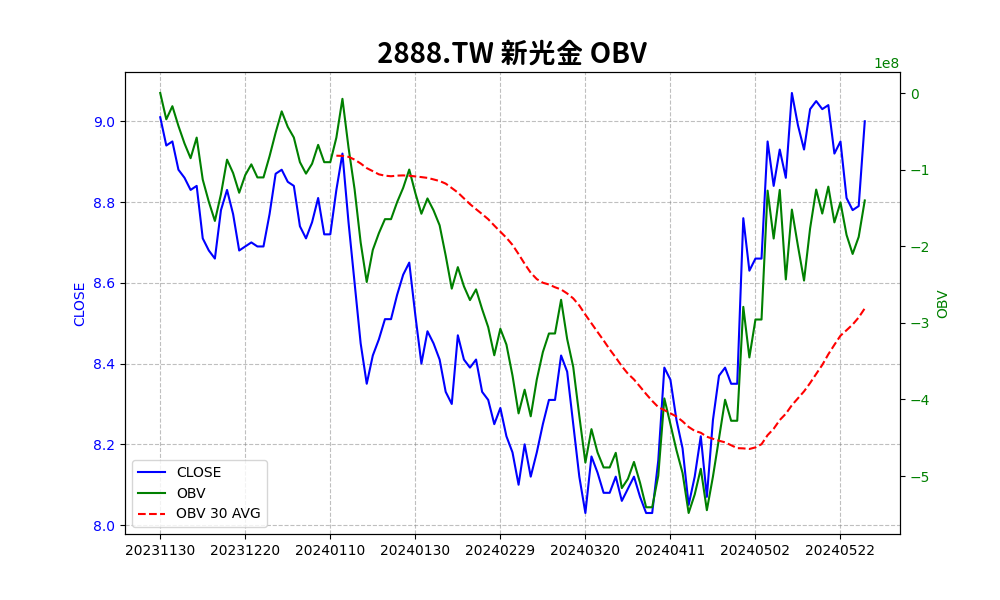 2888.TW 新光金 OBV
1e8
9.0
8.8
8.6
8.4
8.2
8.0
CLOSE
0
−1
−2
−3
−4
−5
OBV
CLOSE
OBV
OBV 30 AVG
20231130 20231220 20240110 20240130 20240229 20240320 20240411 20240502 20240522